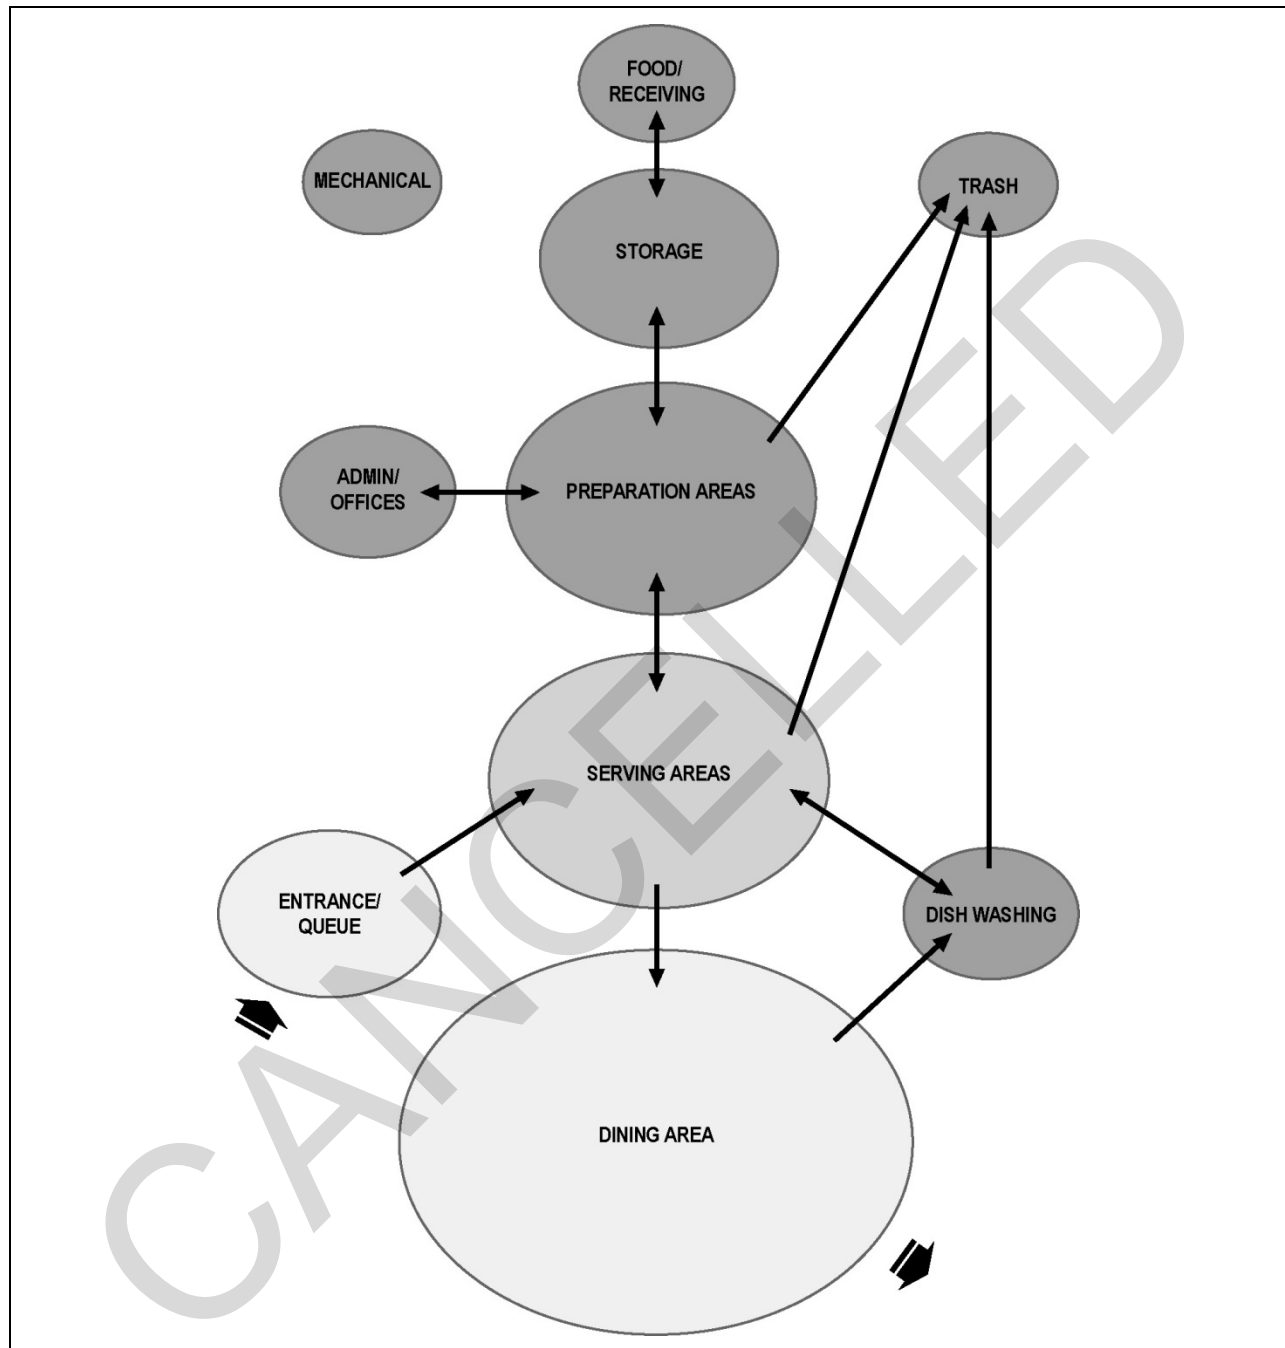 FOOD/
RECEIVING
MECHANICAL
TRASH
STORAGE
ADMIN/
OFFICES
PREPARATION AREAS
SERVING AREAS
ENTRANCE/
QUEUE
DISH WASHING
DINING AREA
CANCELLED